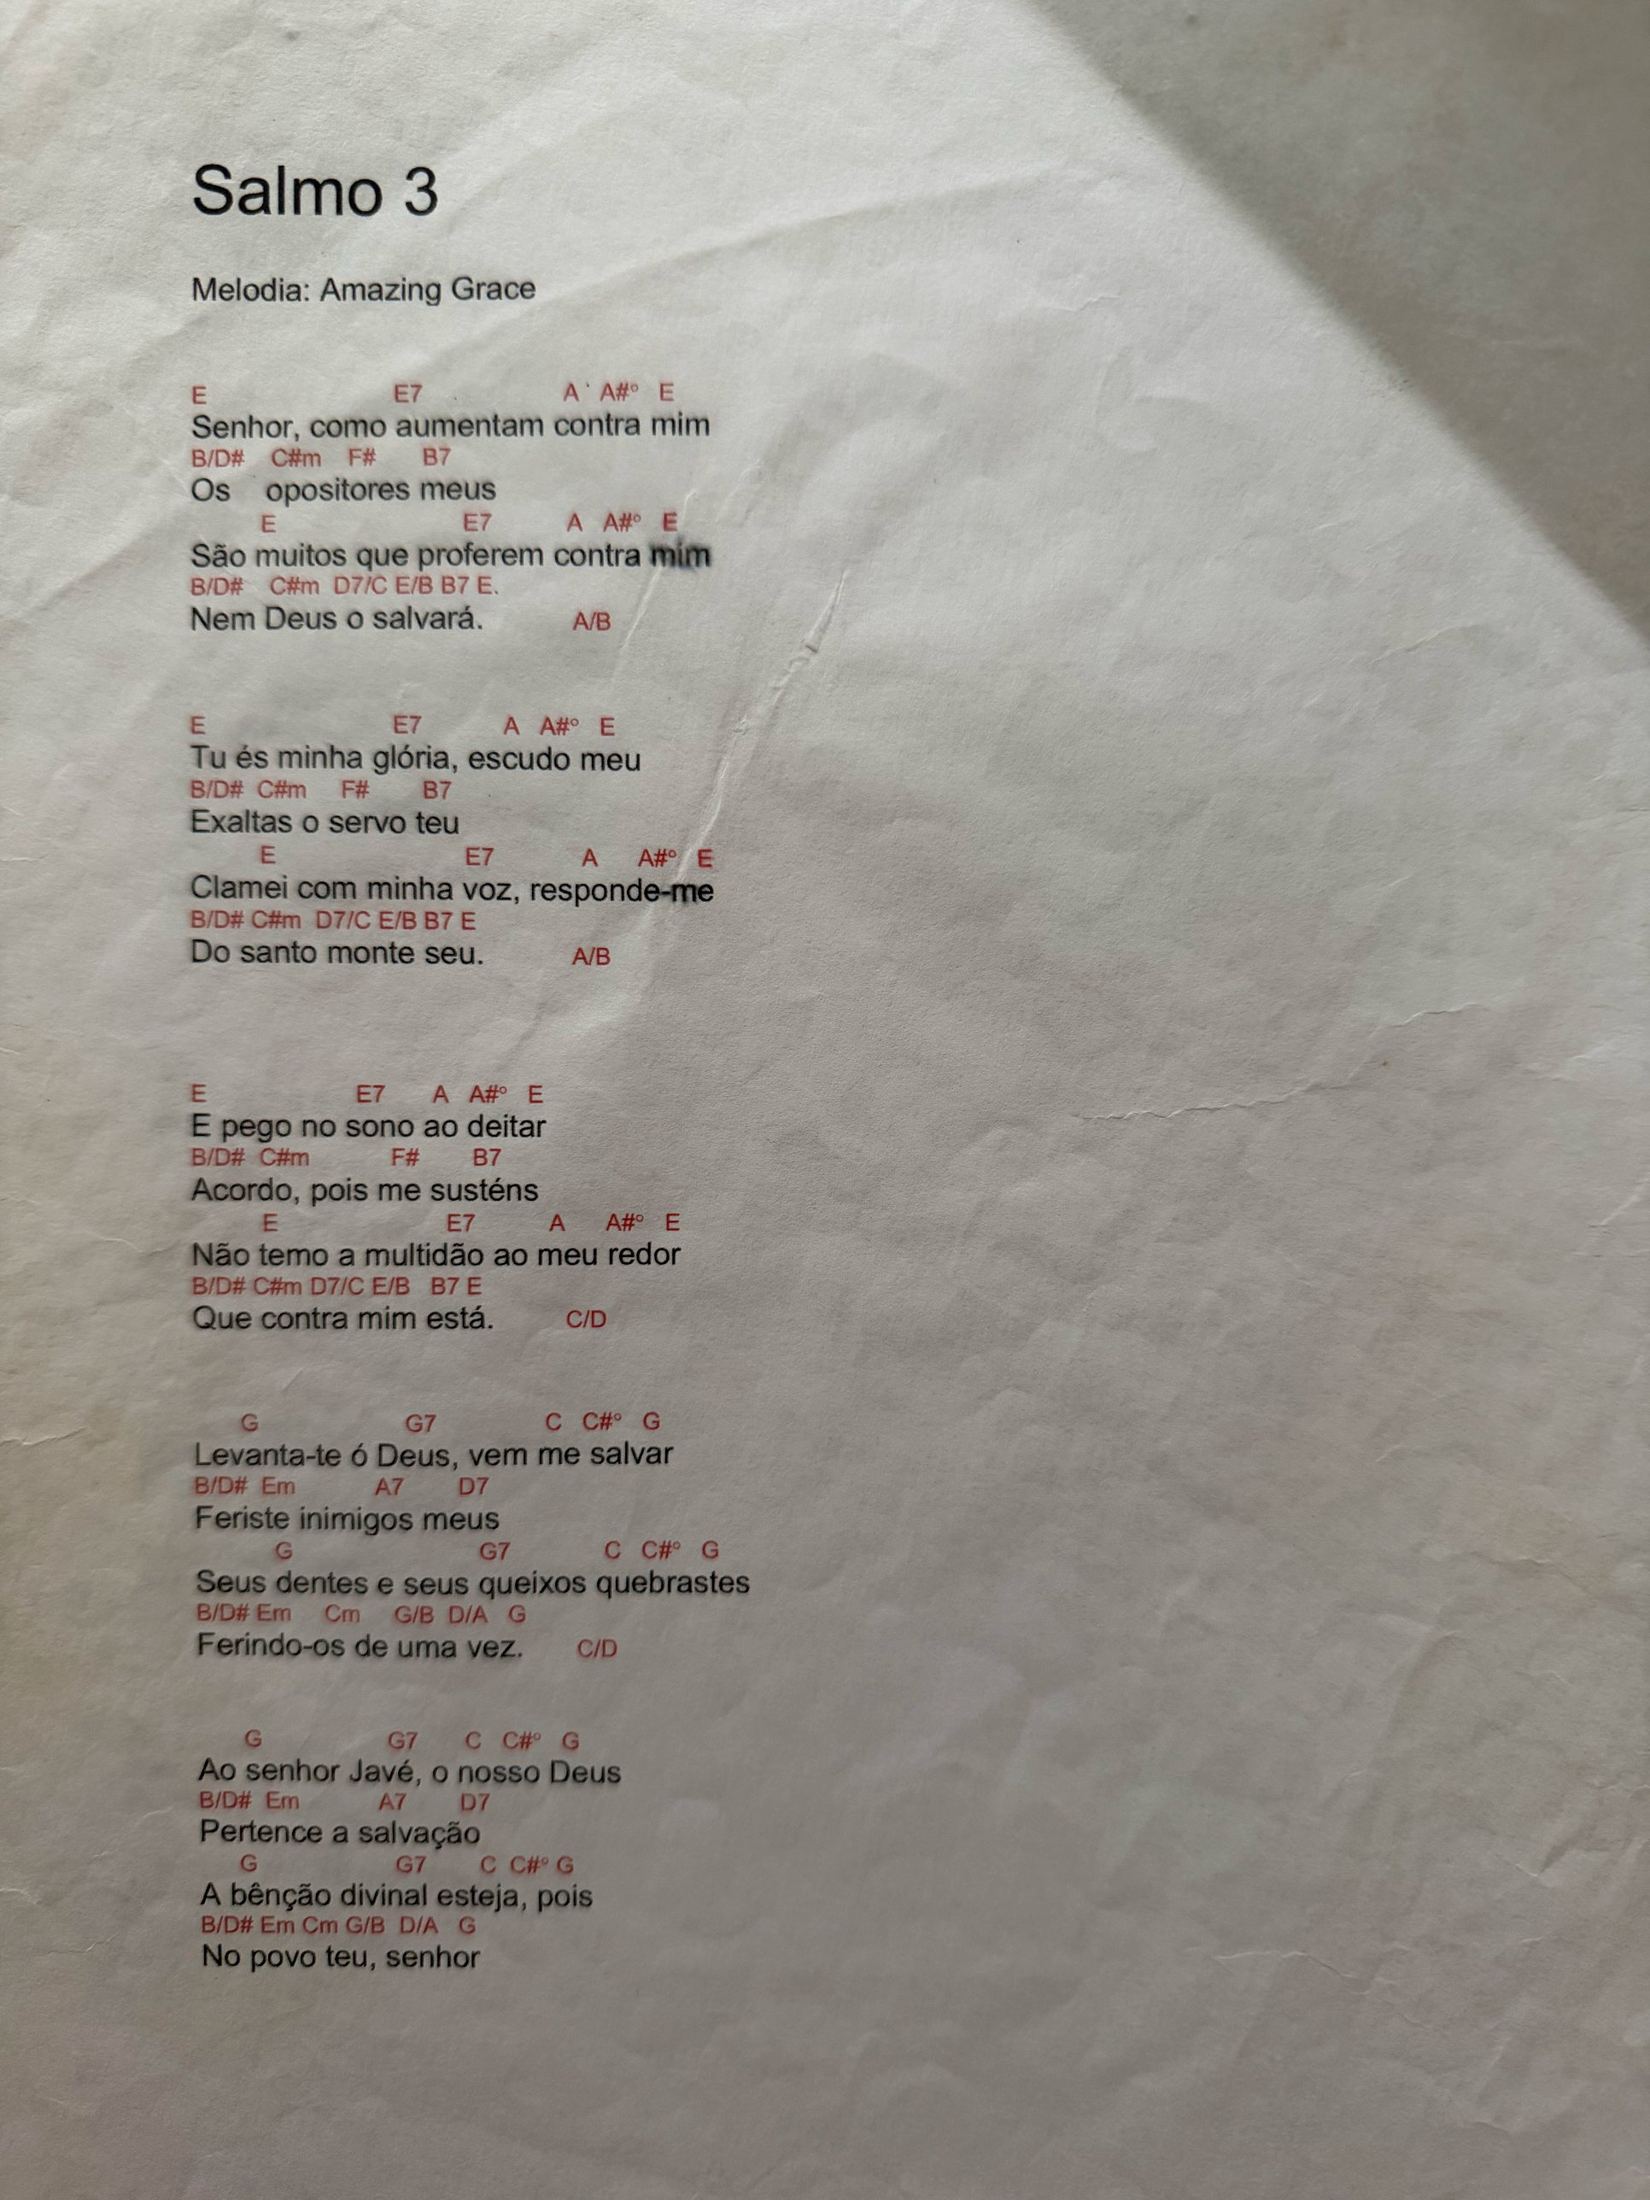 Salmo 3
Melodia: Amazing Grace
E E7 A A#° E
Senhor, como aumentam contra mim
B/D# C#m F# B7
Os opositores meus
E E7 A A#° E
São muitos que proferem contra mim
B/D# C#m D7/C E/B B7 E.
Nem Deus o salvará. A/B
E E7 A A#° E
Tu és minha glória, escudo meu
B/D# C#m F# B7
Exaltas o servo teu
E E7 A A#° E
Clamei com minha voz, responde-me
B/D# C#m D7/C E/B B7 E
Do santo monte seu. A/B
E E7 A A#° E
E pego no sono ao deitar
B/D# C#m F# B7
Acordo, pois me susténs
E E7 A A#° E
Não temo a multidão ao meu redor
B/D# C#m D7/C E/B B7 E
Que contra mim está. C/D
G G7 C C#° G
Levanta-te ó Deus, vem me salvar
B/D# Em A7 D7
Feriste inimigos meus
G G7 C C#° G
Seus dentes e seus queixos quebrastes
B/D# Em Cm G/B D/A G
Ferindo-os de uma vez. C/D
G G7 C C#° G
Ao senhor Javé, o nosso Deus
B/D# Em A7 D7
Pertence a salvação
G G7 C C#° G
A bênção divinal esteja, pois
B/D# Em Cm G/B D/A G
No povo teu, senhor